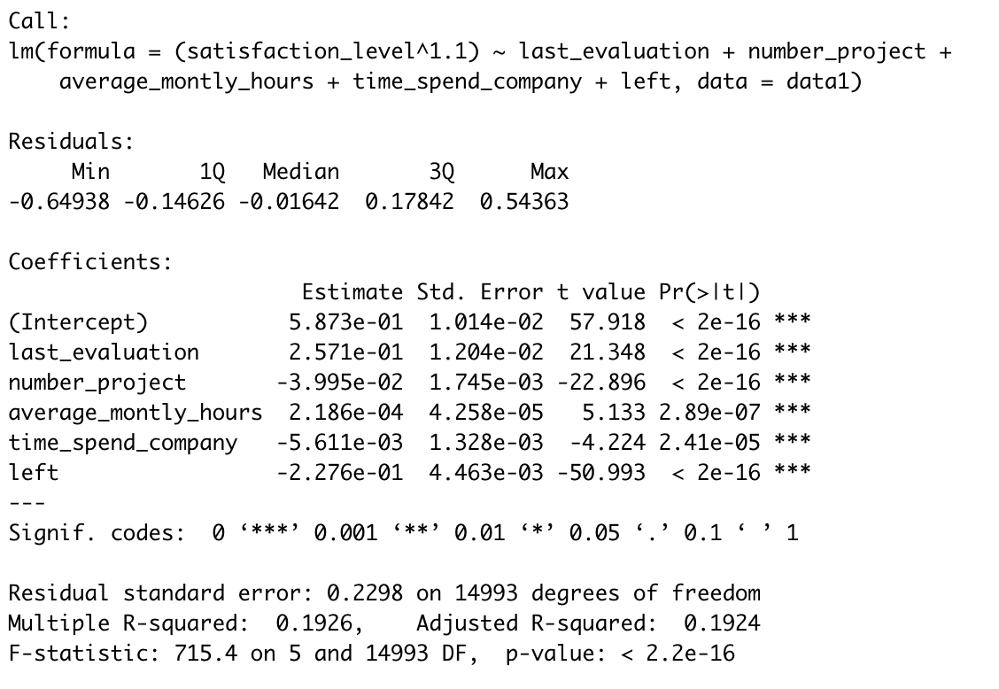 Call:
lm(formula = (satisfaction_level^1.1) ~ last_evaluation + number_project +
    average_montly_hours + time_spend_company + left, data = data1)

Residuals:
     Min       1Q   Median       3Q      Max
-0.64938 -0.14626 -0.01642  0.17842  0.54363

Coefficients:
                       Estimate Std. Error t value Pr(>|t|)
(Intercept)           5.873e-01  1.014e-02  57.918  < 2e-16 ***
last_evaluation       2.571e-01  1.204e-02  21.348  < 2e-16 ***
number_project       -3.995e-02  1.745e-03 -22.896  < 2e-16 ***
average_montly_hours  2.186e-04  4.258e-05   5.133 2.89e-07 ***
time_spend_company   -5.611e-03  1.328e-03  -4.224 2.41e-05 ***
left                 -2.276e-01  4.463e-03 -50.993  < 2e-16 ***
---
Signif. codes:  0 ‘***’ 0.001 ‘**’ 0.01 ‘*’ 0.05 ‘.’ 0.1 ‘ ’ 1

Residual standard error: 0.2298 on 14993 degrees of freedom
Multiple R-squared:  0.1926,    Adjusted R-squared:  0.1924
F-statistic: 715.4 on 5 and 14993 DF,  p-value: < 2.2e-16